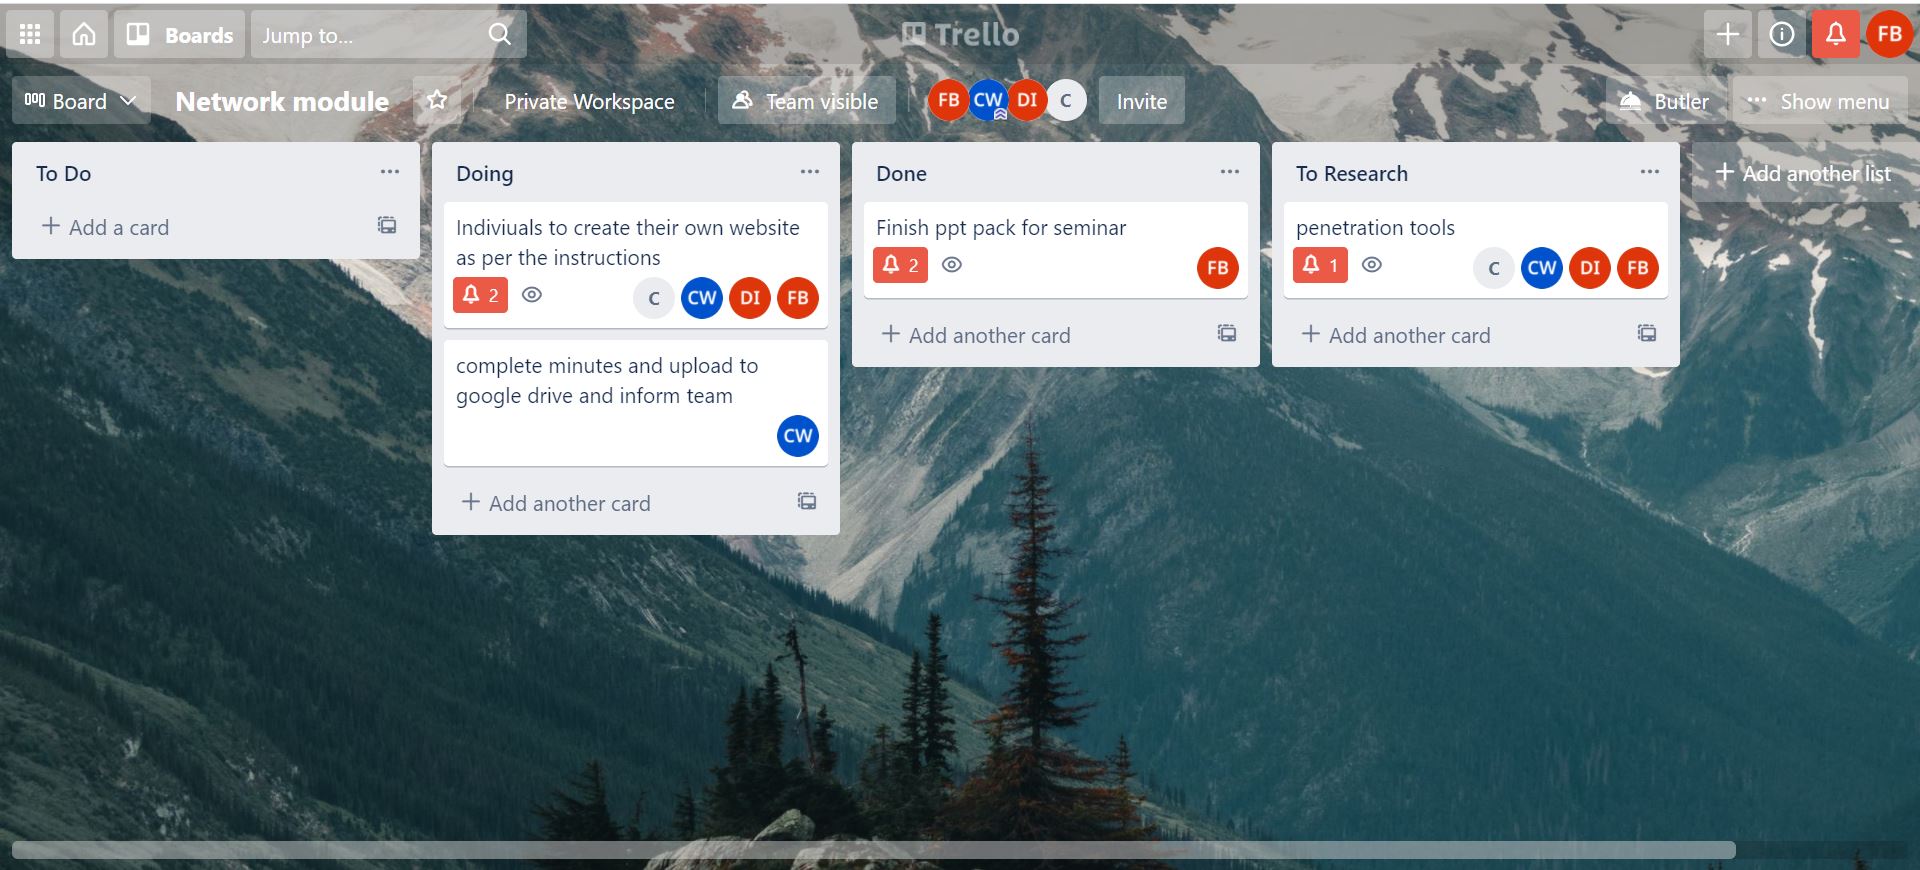 Boards
Jump to...
Trello
FB
Board
Network module
Private Workspace
Team visible
FB CW DI C
Invite
Butler
Show menu
To Do
Add a card
Doing
Indiviuals to create their own website
as per the instructions
2
C CW DI FB
complete minutes and upload to
google drive and inform team
CW
Add another card
Done
Finish ppt pack for seminar
2
FB
Add another card
To Research
penetration tools
1
C CW DI FB
Add another card
Add another list